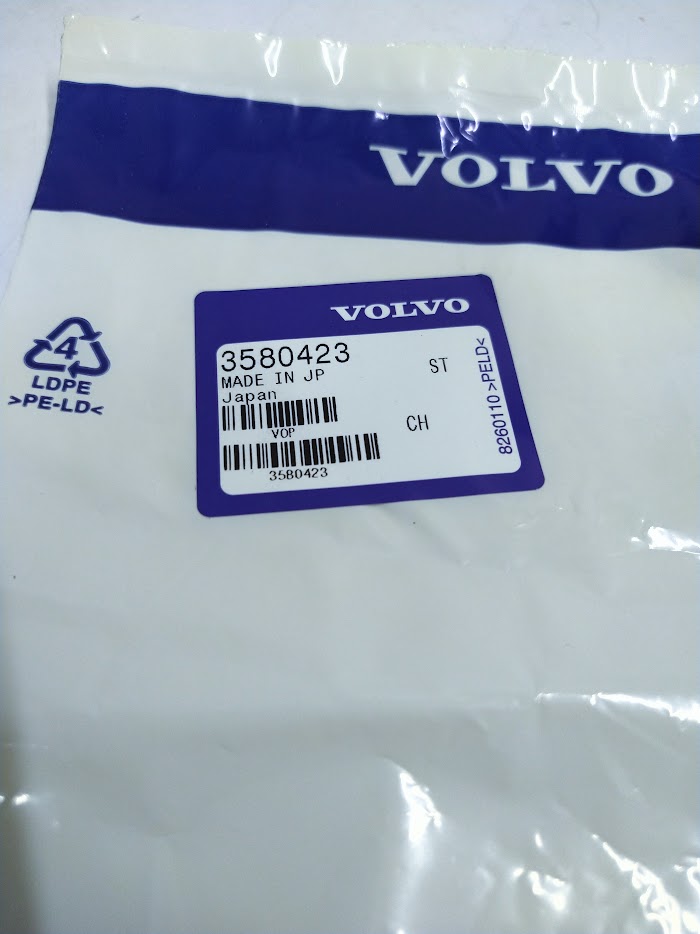 VOLVO
VOLVO
3580423
ST
MADE IN JP
Japan
VOP
CH
3580423
8260110 >PELD<
4
LDPE
>PE-LD<